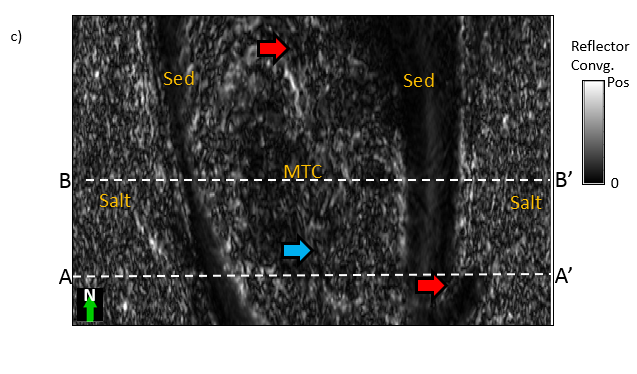 c)
Reflector
Convg.
Pos
0
Sed
Sed
MTC
B
B’
Salt
Salt
A
A’
N